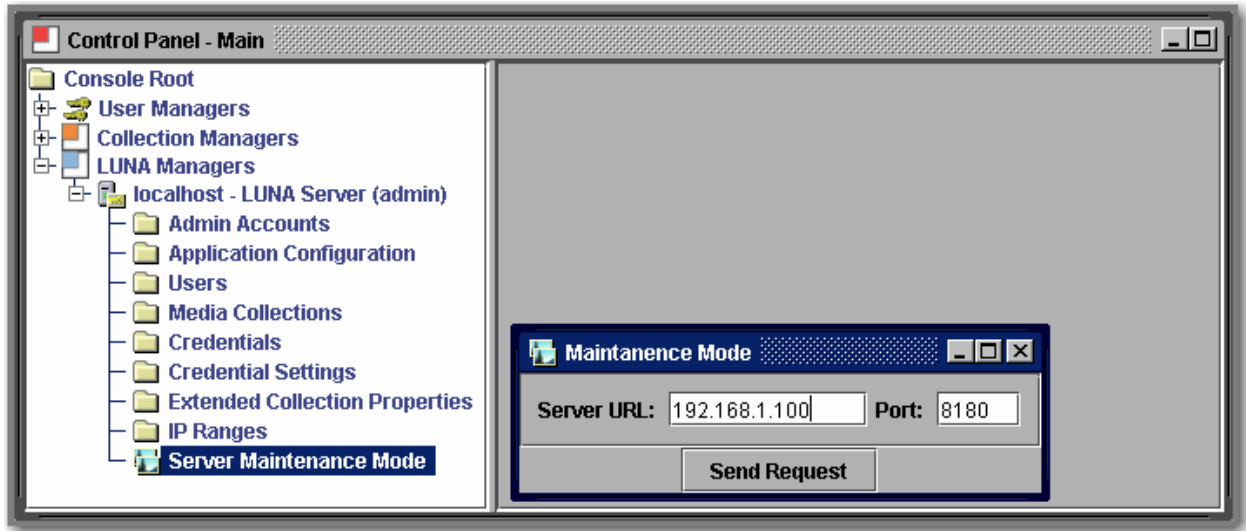 Control Panel - Main
Console Root
User Managers
Collection Managers
LUNA Managers
localhost - LUNA Server (admin)
Admin Accounts
Application Configuration
Users
Media Collections
Credentials
Credential Settings
Extended Collection Properties
IP Ranges
Server Maintenance Mode
Maintanence Mode
Server URL: 192.168.1.100 Port: 8180
Send Request